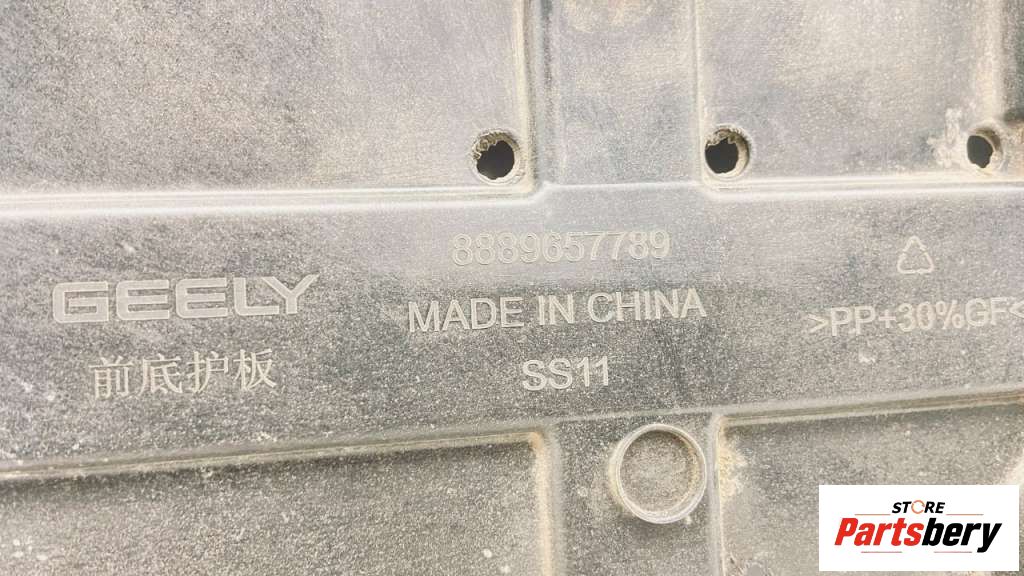 8889657789
GEELY
MADE IN CHINA
>PP+30%GF<
前底护板
SS11
STORE
Partsbery